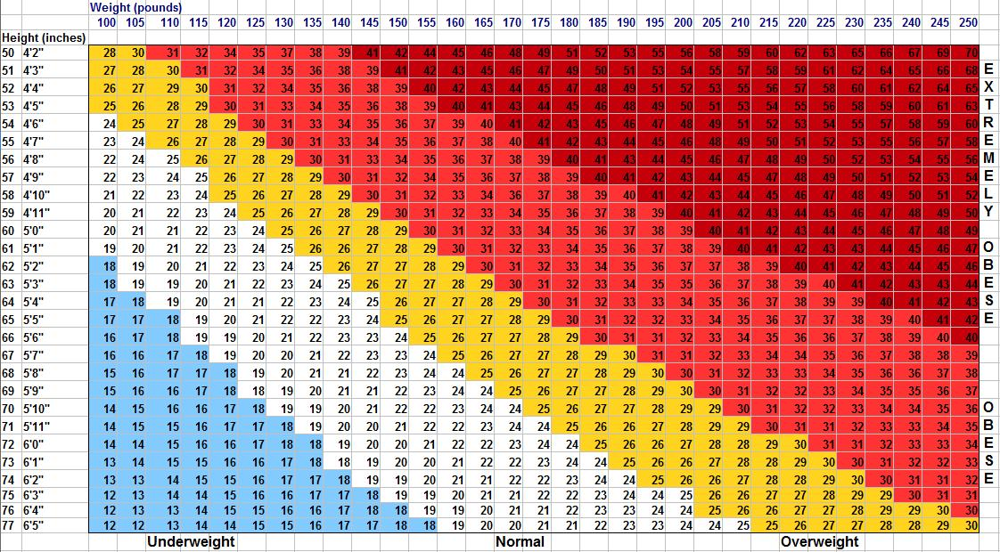 Weight (pounds)
100 105 110 115 120 125 130 135 140 145 150 155 160 165 170 175 180 185 190 195 200 205 210 215 220 225 230 235 240 245 250
Height (inches)
50 4'2" 28 30 31 32 34 35 37 38 39 41 42 44 45 46 48 49 51 52 53 55 56 58 59 60 62 63 65 66 67 69 70
51 4'3" 27 28 30 31 32 34 35 36 38 39 41 42 43 45 46 47 49 50 51 53 54 55 57 58 59 61 62 63 65 66 68 E
52 4'4" 26 27 29 30 31 32 34 35 36 38 39 40 42 43 44 45 47 48 49 51 52 53 55 56 57 58 60 61 62 64 65 X
53 4'5" 25 26 28 29 30 31 33 34 35 36 38 39 40 41 43 44 45 46 48 49 50 51 53 54 55 56 58 59 60 61 63 T
54 4'6" 24 25 27 28 29 30 31 33 34 35 36 37 39 40 41 42 43 45 46 47 48 49 51 52 53 54 55 57 58 59 60 R
55 4'7" 23 24 26 27 28 29 30 31 33 34 35 36 37 38 40 41 42 43 44 45 46 48 49 50 51 52 53 55 56 57 58 E
56 4'8" 22 24 25 26 27 28 29 30 31 33 34 35 36 37 38 39 40 41 43 44 45 46 47 48 49 50 52 53 54 55 56 M
57 4'9" 22 23 24 25 26 27 28 29 30 31 32 34 35 36 37 38 39 40 41 42 43 44 45 47 48 49 50 51 52 53 54 E
58 4'10" 21 22 23 24 25 26 27 28 29 30 31 32 33 34 36 37 38 39 40 41 42 43 44 45 46 47 48 49 50 51 52 L
59 4'11" 20 21 22 23 24 25 26 27 28 29 30 31 32 33 34 35 36 37 38 39 40 41 42 43 44 45 46 47 48 49 50 Y
60 5'0" 20 21 21 22 23 24 25 26 27 28 29 30 31 32 33 34 35 36 37 38 39 40 41 42 43 44 45 46 47 48 49
61 5'1" 19 20 21 22 23 24 25 26 26 27 28 29 30 31 32 33 34 35 36 37 38 39 40 41 42 43 43 44 45 46 47 O
62 5'2" 18 19 20 21 22 23 24 25 26 27 27 28 29 30 31 32 33 34 35 36 37 37 38 39 40 41 42 43 44 45 46 B
63 5'3" 18 19 19 20 21 22 23 24 25 26 27 27 28 29 30 31 32 33 34 35 35 36 37 38 39 40 41 42 43 43 44 E
64 5'4" 17 18 19 20 21 21 22 23 24 25 26 27 27 28 29 30 31 32 33 33 34 35 36 37 38 39 39 40 41 42 43 S
65 5'5" 17 17 18 19 20 21 22 22 23 24 25 26 27 27 28 29 30 31 32 32 33 34 35 36 37 37 38 39 40 41 42 E
66 5'6" 16 17 18 19 19 20 21 22 23 23 24 25 26 27 27 28 29 30 31 31 32 33 34 35 36 36 37 38 39 40 40
67 5'7" 16 16 17 18 19 20 20 21 22 23 23 24 25 26 27 27 28 29 30 31 31 32 33 34 34 35 36 37 38 38 39
68 5'8" 15 16 17 17 18 19 20 21 21 22 23 24 24 25 26 27 27 28 29 30 30 31 32 33 33 34 35 36 36 37 38
69 5'9" 15 16 16 17 18 18 19 20 21 21 22 23 24 24 25 26 27 27 28 29 30 30 31 32 32 33 34 35 35 36 37
70 5'10" 14 15 16 16 17 18 19 19 20 21 22 22 23 24 24 25 26 27 27 28 29 29 30 31 32 32 33 34 34 35 36 O
71 5'11" 14 15 15 16 17 17 18 19 20 20 21 22 22 23 24 24 25 26 26 27 28 29 29 30 31 31 32 33 33 34 35 B
72 6'0" 14 14 15 16 16 17 18 18 19 20 20 21 22 22 23 24 24 25 26 26 27 28 28 29 30 31 31 32 33 33 34 E
73 6'1" 13 14 15 15 16 16 17 18 18 19 20 20 21 22 22 23 24 24 25 26 26 27 28 28 29 30 30 31 32 32 33 S
74 6'2" 13 13 14 15 15 16 17 17 18 19 19 20 21 21 22 22 23 24 24 25 26 26 27 28 28 29 30 30 31 31 32 E
75 6'3" 12 13 14 14 15 16 16 17 17 18 19 19 20 21 21 22 22 23 24 24 25 26 26 27 27 28 29 29 30 31 31
76 6'4" 12 13 13 14 15 15 16 16 17 18 18 19 19 20 21 21 22 23 23 24 24 25 26 26 27 27 28 29 29 30 30
77 6'5" 12 12 13 14 14 15 15 16 17 17 18 18 19 20 20 21 21 22 23 23 24 24 25 25 26 27 27 28 28 29 30
Underweight Normal Overweight